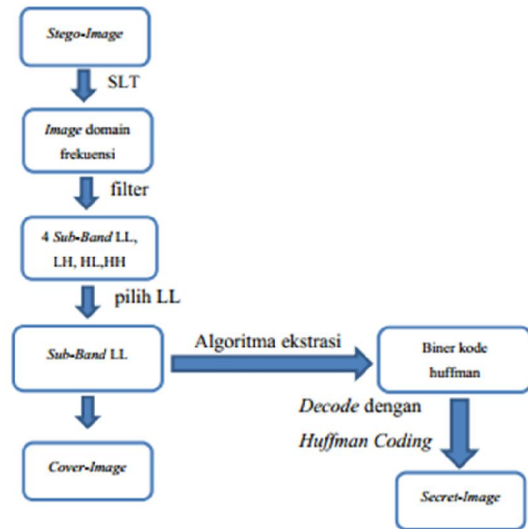 Stego-Image
SLT
Image domain
frekuensi
filter
4 Sub-Band LL,
LH, HL,HH
pilih LL
Sub-Band LL
Algoritma ekstrasi
Biner kode
huffman
Decode dengan
Huffman Coding
Cover-Image
Secret-Image